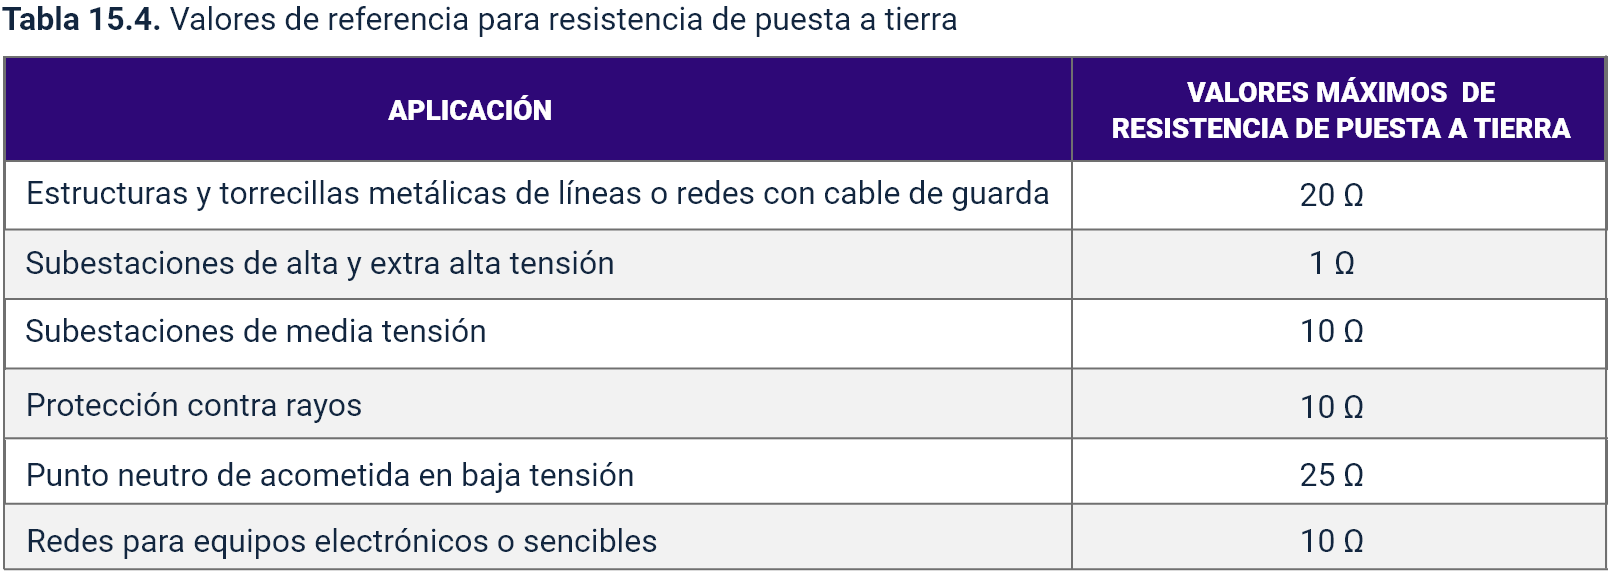 Tabla 15.4. Valores de referencia para resistencia de puesta a tierra
APLICACIÓN
VALORES MÁXIMOS DE
RESISTENCIA DE PUESTA A TIERRA
Estructuras y torrecillas metálicas de líneas o redes con cable de guarda
20 Ω
Subestaciones de alta y extra alta tensión
1 Ω
Subestaciones de media tensión
10 Ω
Protección contra rayos
10 Ω
Punto neutro de acometida en baja tensión
25 Ω
Redes para equipos electrónicos o sencibles
10 Ω